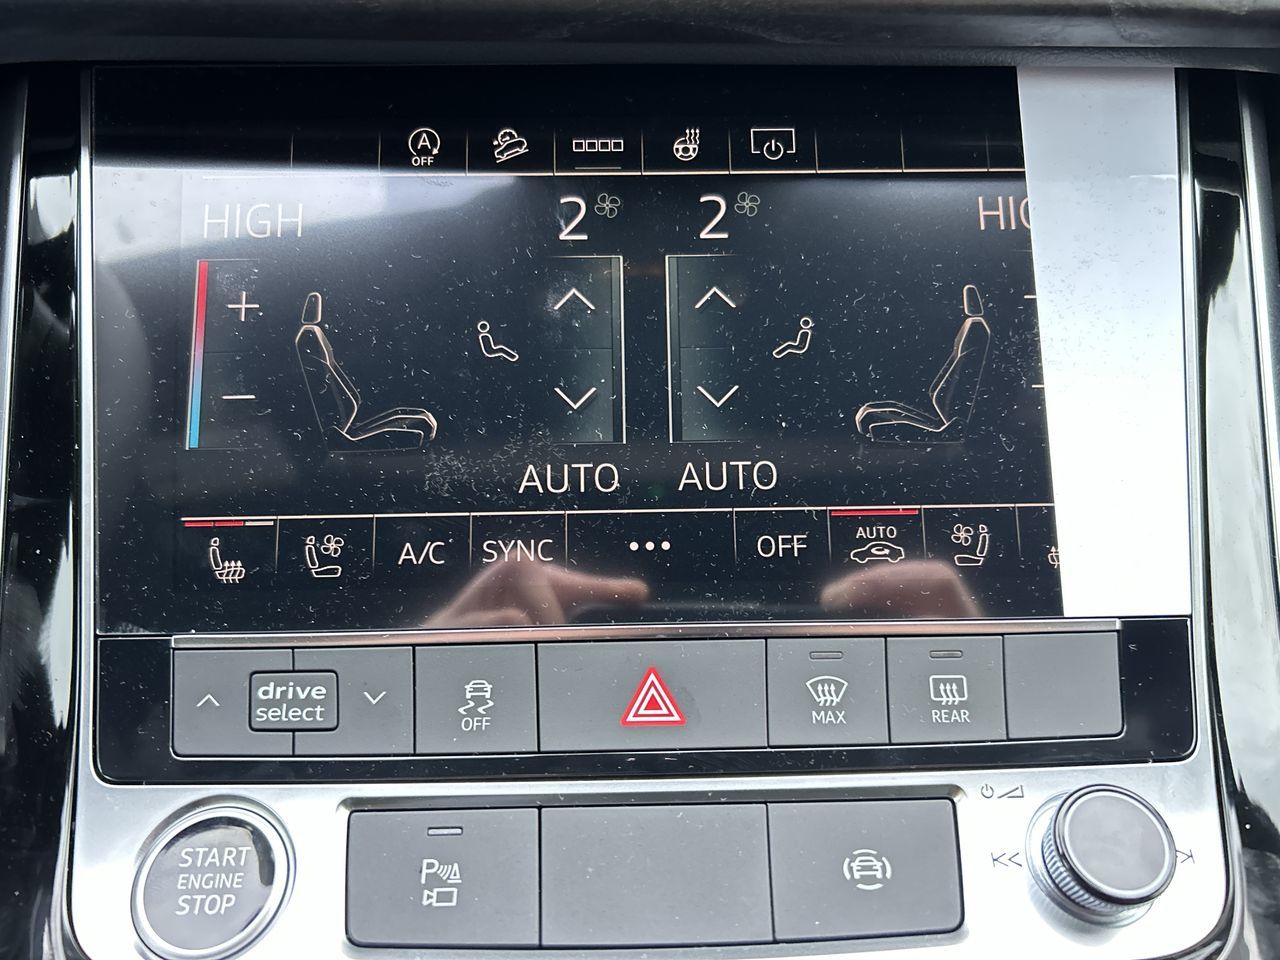 A
OFF
HIGH 2 2 HIG
AUTO AUTO
A/C SYNC ••• OFF AUTO
drive
select
OFF
MAX
REAR
START
ENGINE
STOP
P